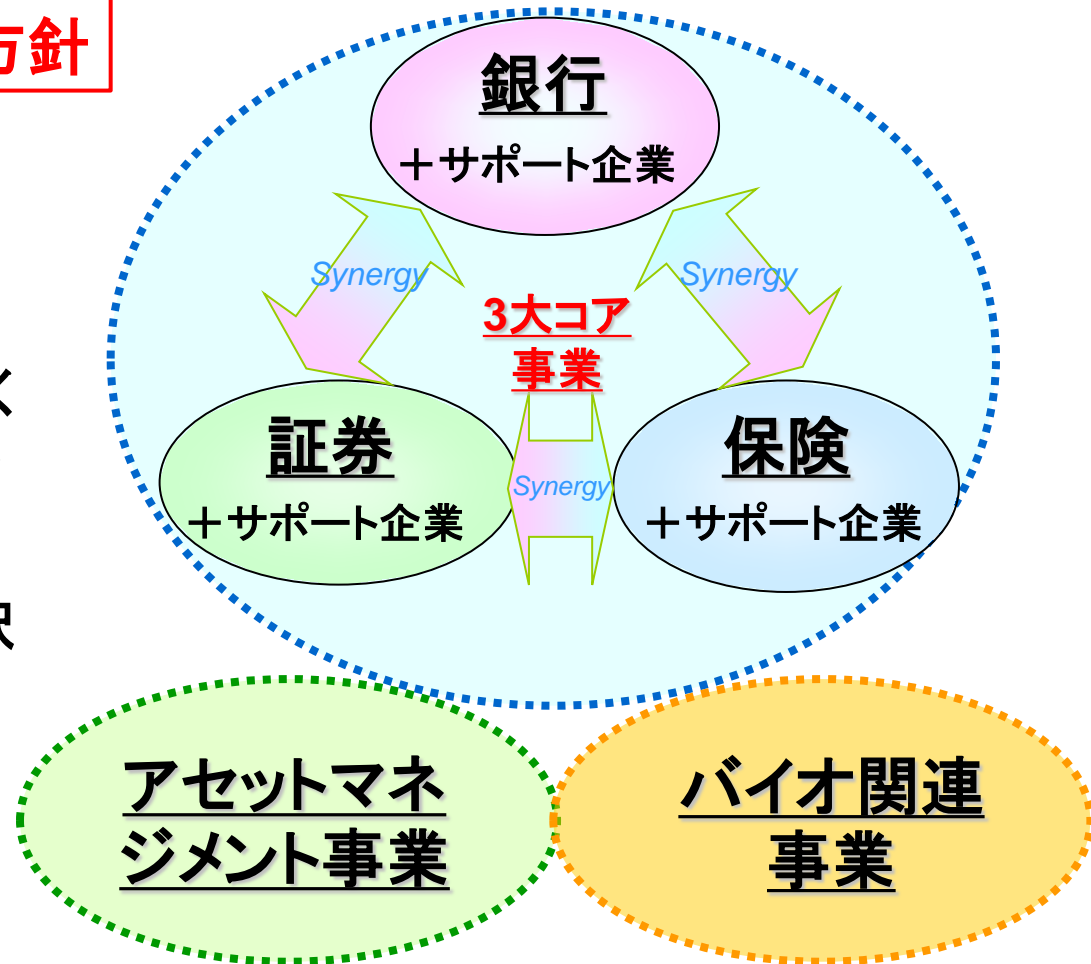 方針
銀行
＋サポート企業
Synergy
Synergy
3大コア
事業
く
証券
＋サポート企業
Synergy
保険
＋サポート企業
アセットマネ
ジメント事業
バイオ関連
事業